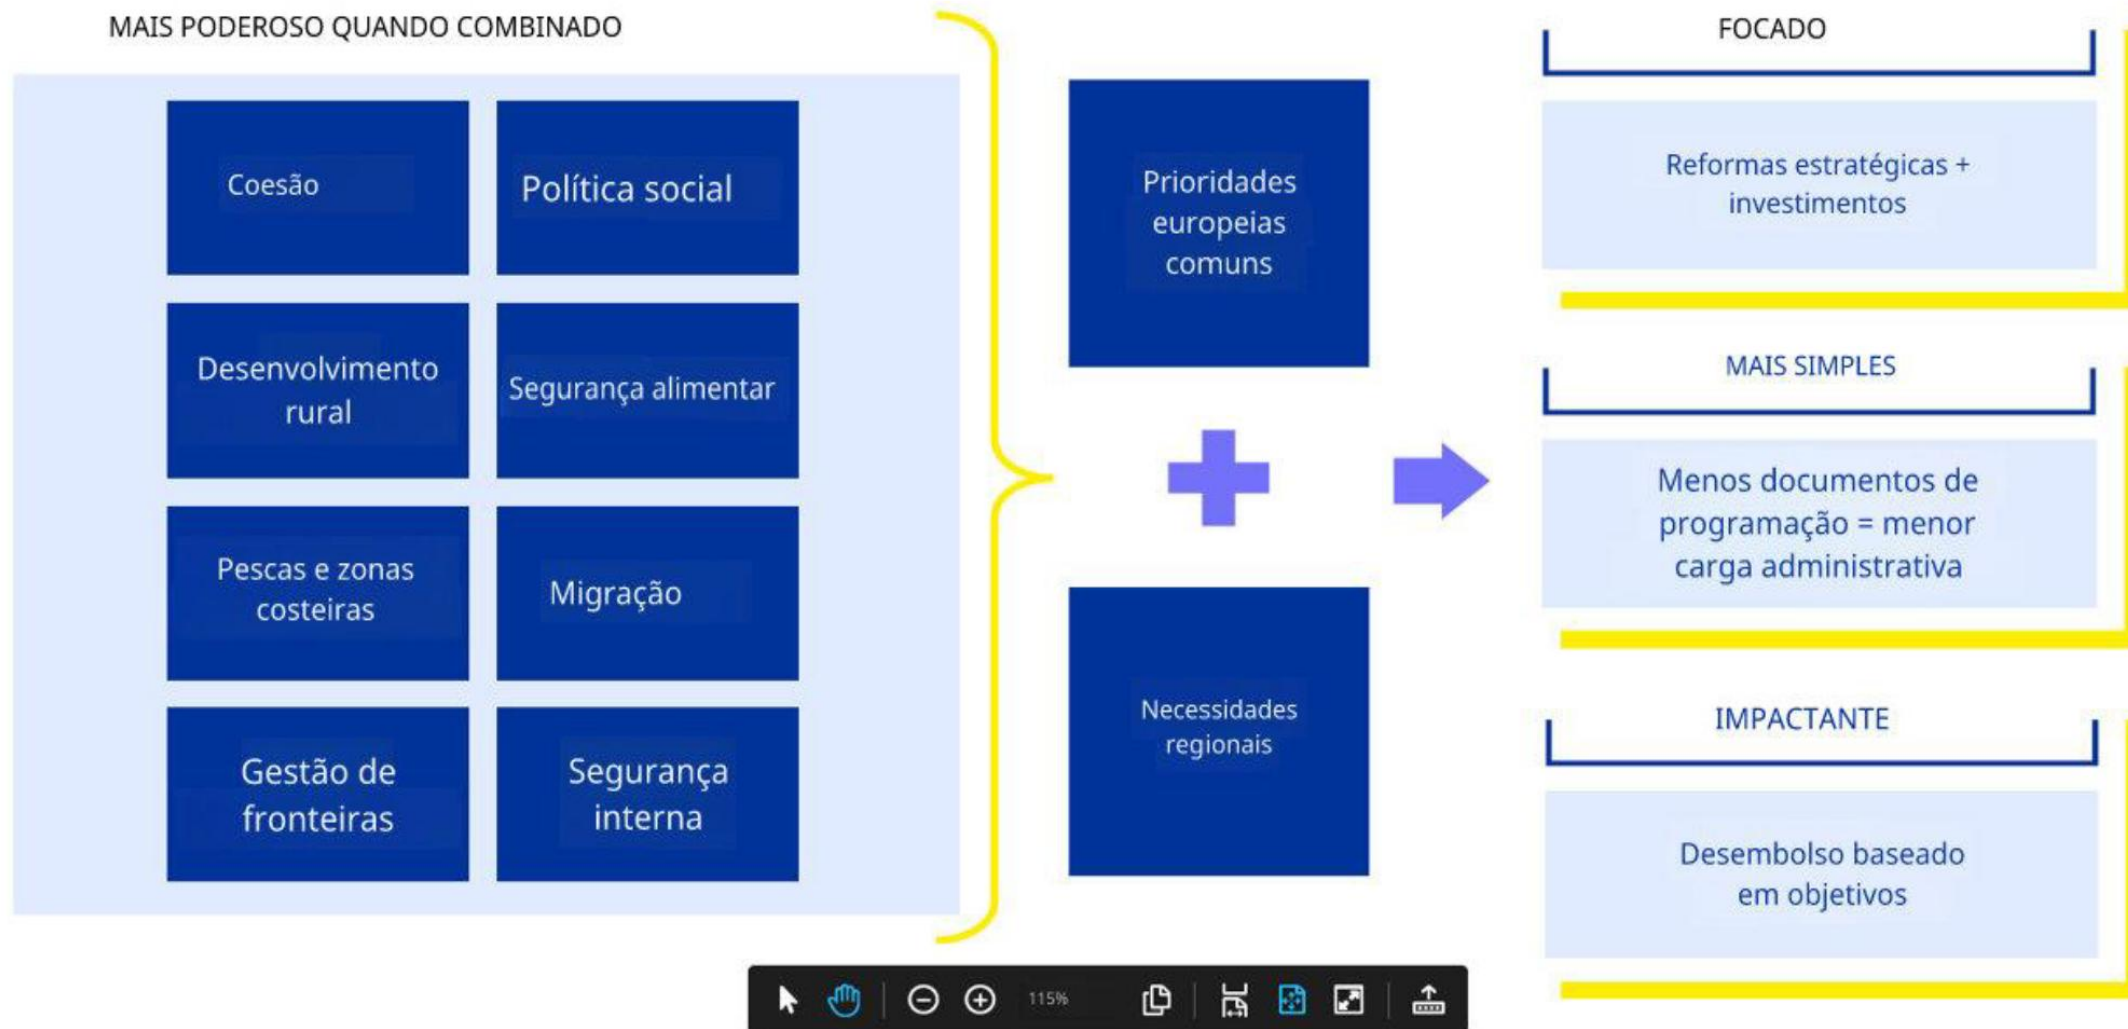 MAIS PODEROSO QUANDO COMBINADO
Coesão
Política social
Desenvolvimento
rural
Segurança alimentar
Pescas e zonas
costeiras
Migração
Gestão de
fronteiras
Segurança
interna
Prioridades
europeias
comuns
Necessidades
regionais
FOCADO
Reformas estratégicas +
investimentos
MAIS SIMPLES
Menos documentos de
programação = menor
carga administrativa
IMPACTANTE
Desembolso baseado
em objetivos
115%